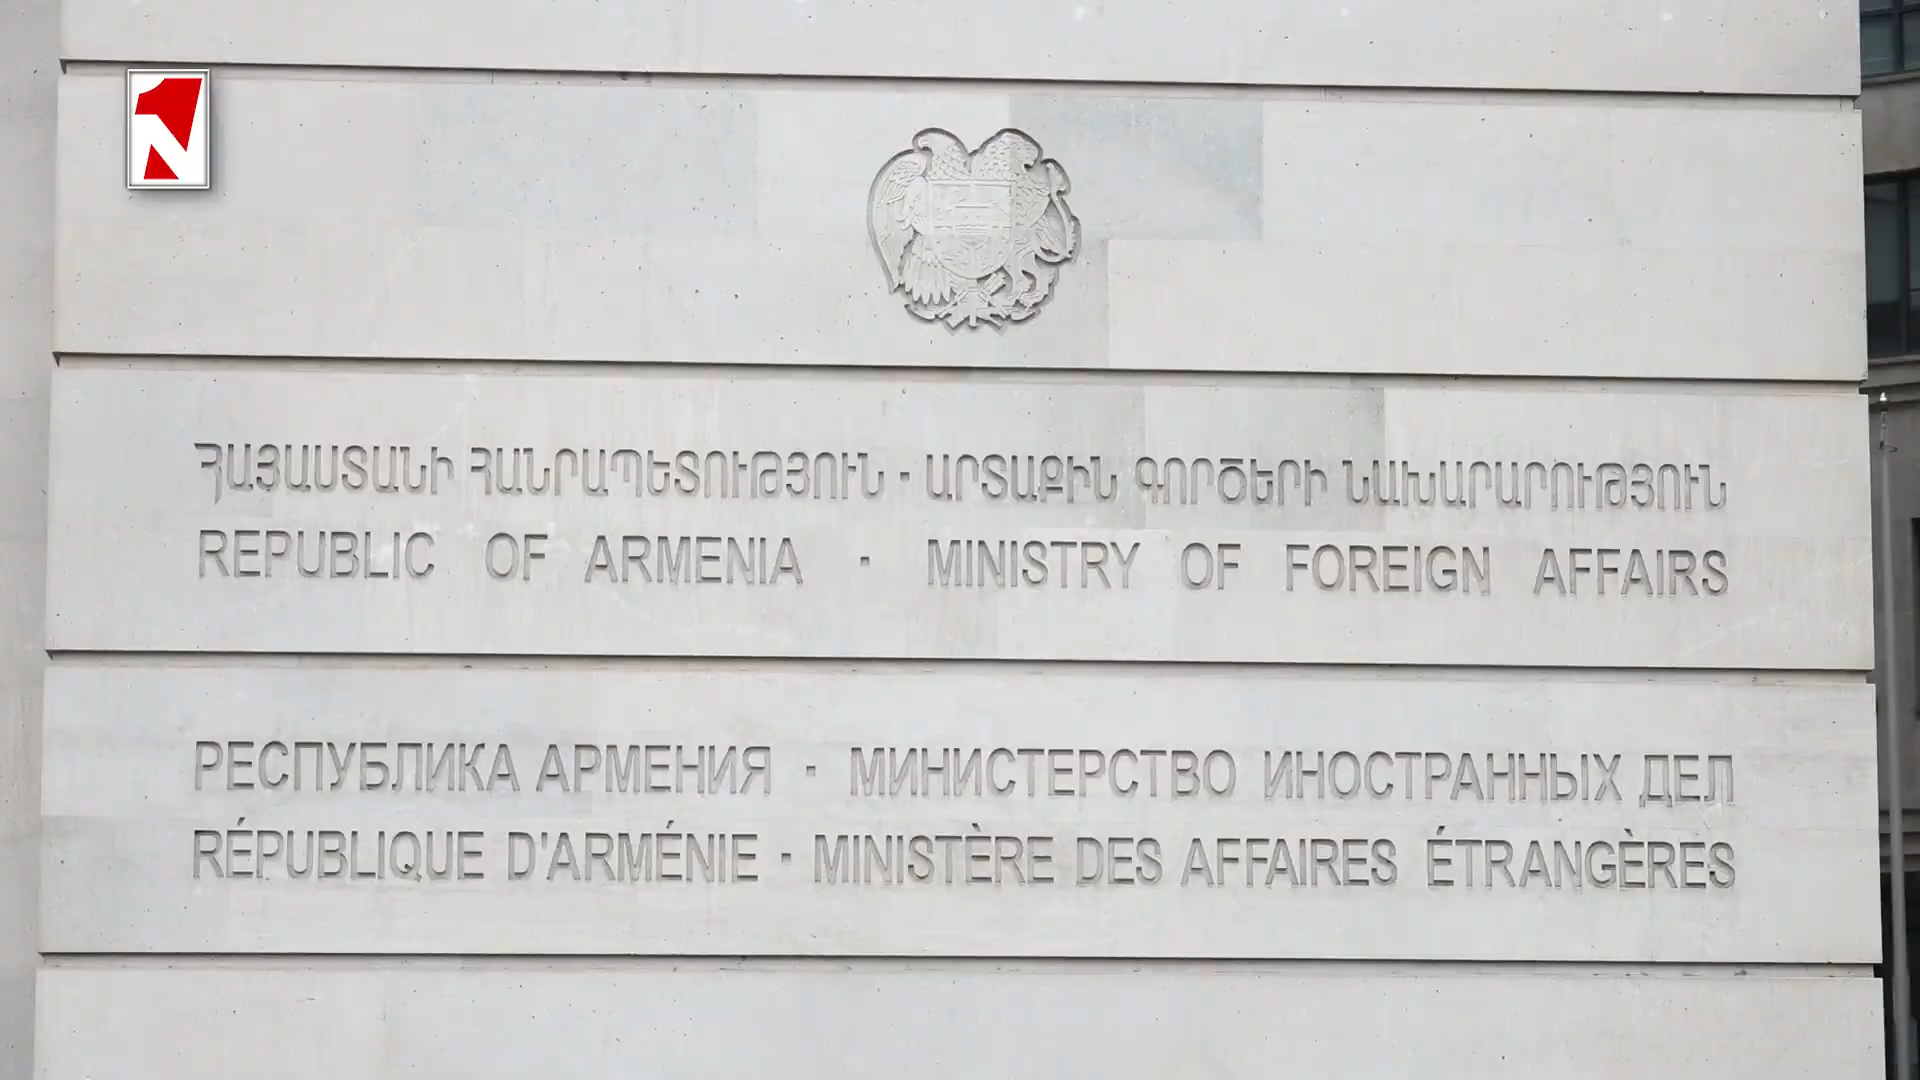 1N
ՀԱՅԱՍՏԱՆԻ ՀԱՆՐԱՊԵՏՈՒԹՅՈՒՆ · ԱՐՏԱՔԻՆ ԳՈՐԾԵՐԻ ՆԱԽԱՐԱՐՈՒԹՅՈՒՆ
REPUBLIC OF ARMENIA · MINISTRY OF FOREIGN AFFAIRS
РЕСПУБЛИКА АРМЕНИЯ · МИНИСТЕРСТВО ИНОСТРАННЫХ ДЕЛ
RÉPUBLIQUE D'ARMÉNIE · MINISTÈRE DES AFFAIRES ÉTRANGÈRES